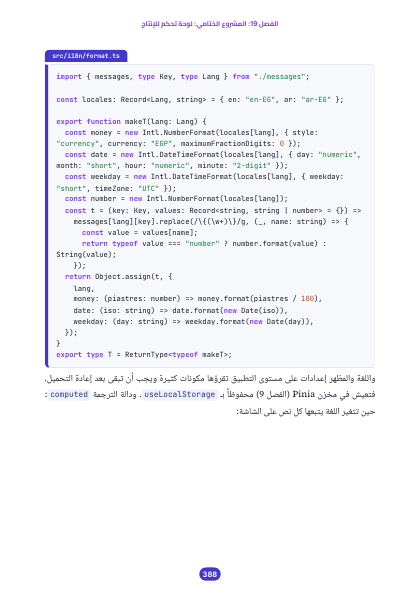 الفصل 19: المشروع الختامي: لوحة تحكم للإنتاج
src/i18n/format.ts
import { messages, type Key, type Lang } from "./messages";
const locales: Record<Lang, string> = { en: "en-EG", ar: "ar-EG" };
export function makeT(lang: Lang) {
const money = new Intl.NumberFormat(locales[lang], { style:
"currency", currency: "EGP", maximumFractionDigits: 0 });
const date = new Intl.DateTimeFormat(locales[lang], { day: "numeric",
month: "short", hour: "numeric", minute: "2-digit" });
const weekday = new Intl.DateTimeFormat(locales[lang], { weekday:
"short", timeZone: "UTC" });
const number = new Intl.NumberFormat(locales[lang]);
const t = (key: Key, values: Record<string, string | number> = {}) =>
messages[lang][key].replace(/\{(\w+)\}/g, (_, name: string) => {
const value = values[name];
return typeof value === "number" ? number.format(value) :
String(value);
});
return Object.assign(t, {
lang,
money: (piastres: number) => money.format(piastres / 100),
date: (iso: string) => date.format(new Date(iso)),
weekday: (day: string) => weekday.format(new Date(day)),
});
}
export type T = ReturnType<typeof makeT>;
واللغة والمظهر إعدادات على مستوى التطبيق تقرؤها مكونات كثيرة ويجب أن تبقى بعد إعادة التحميل،
فتعيش في مخزن Pinia (الفصل 9) محفوظاً بـ useLocalStorage. ودالة الترجمة computed:
حين تتغير اللغة يتبعها كل نص على الشاشة:
388